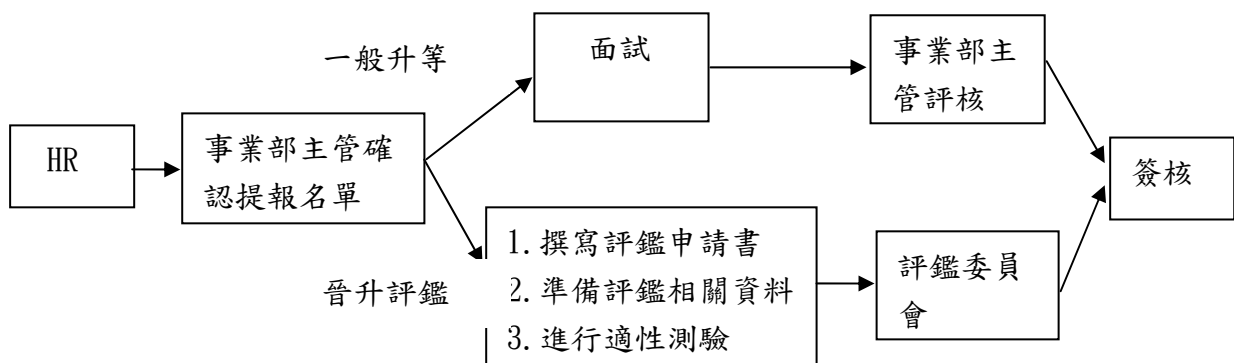 HR
事業部主管確
認提報名單
一般升等
面試
事業部主
管評核
晉升評鑑
1.撰寫評鑑申請書
2.準備評鑑相關資料
3.進行適性測驗
評鑑委員
會
簽核